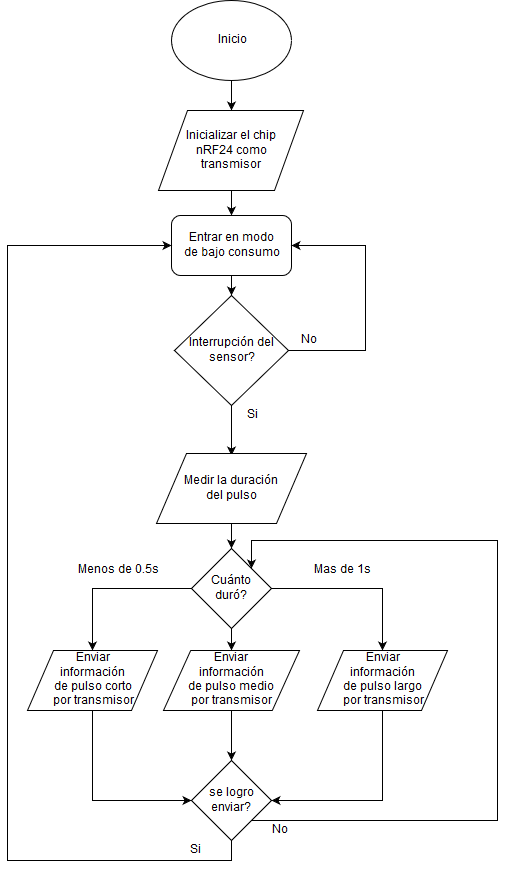 Inicio
Inicializar el chip
nRF24 como
transmisor
Entrar en modo
de bajo consumo
Interrupción del
sensor?
No
Si
Medir la duración
del pulso
Cuánto
duró?
Menos de 0.5s
Mas de 1s
Enviar
información
de pulso corto
por transmisor
Enviar
información
de pulso medio
por transmisor
Enviar
información
de pulso largo
por transmisor
se logro
enviar?
No
Si